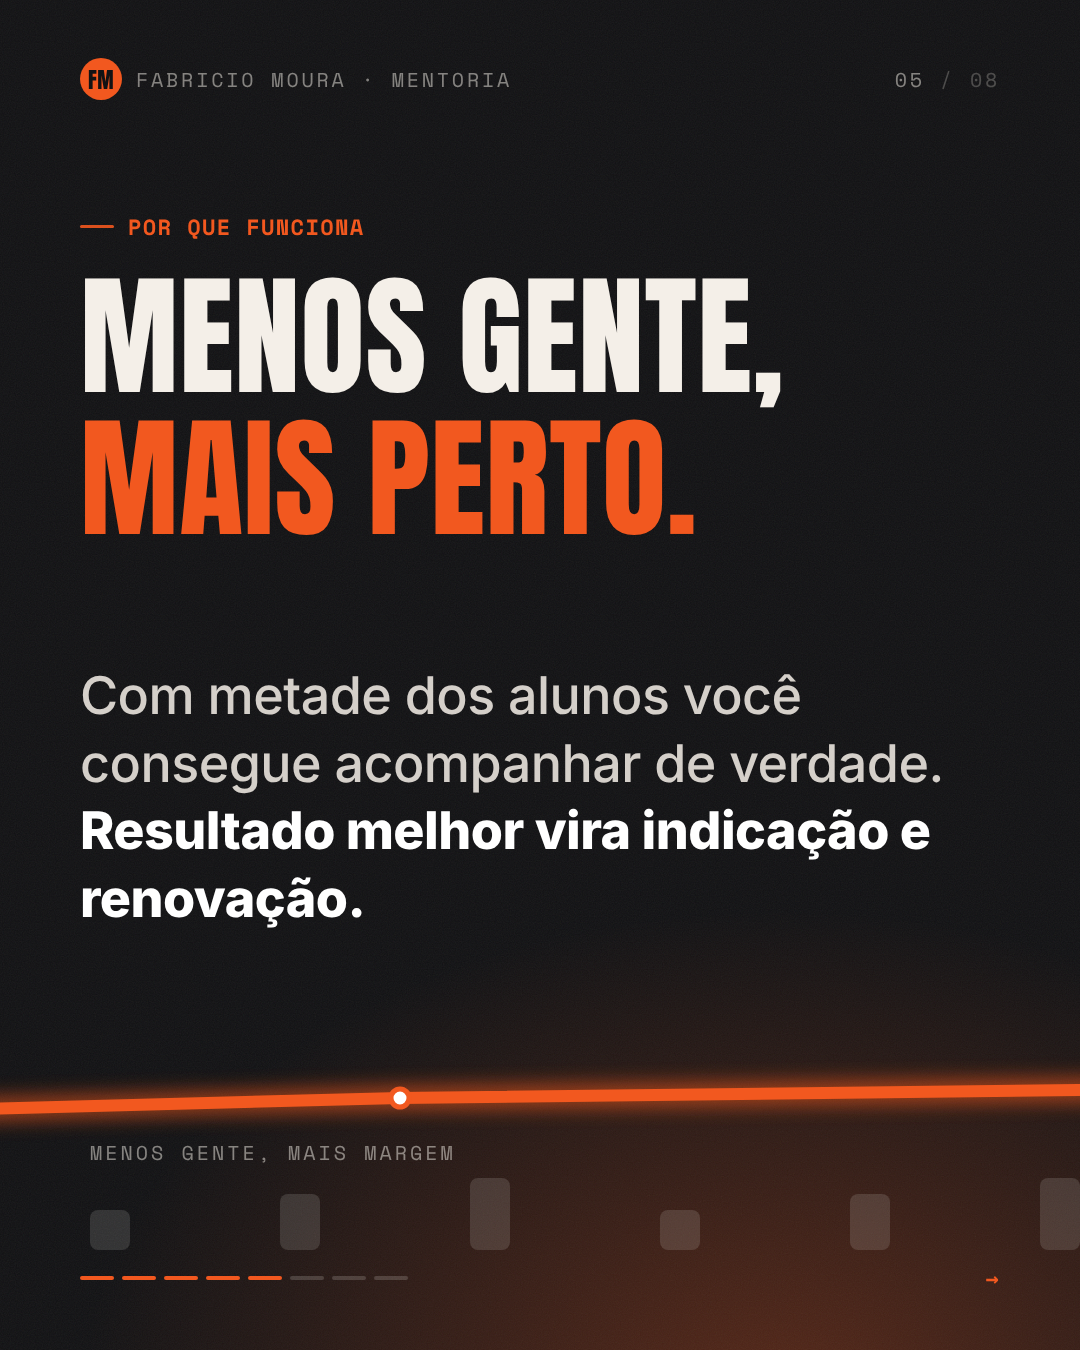 FM FABRICIO MOURA · MENTORIA
05 / 08
POR QUE FUNCIONA
MENOS GENTE,
MAIS PERTO.
Com metade dos alunos você
consegue acompanhar de verdade.
Resultado melhor vira indicação e
renovação.
MENOS GENTE, MAIS MARGEM
→